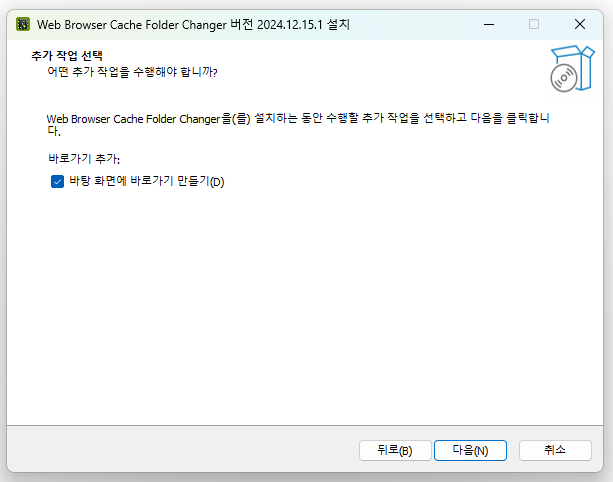 Web Browser Cache Folder Changer 버전 2024.12.15.1 설치
추가 작업 선택
어떤 추가 작업을 수행해야 합니까?
Web Browser Cache Folder Changer을(를) 설치하는 동안 수행할 추가 작업을 선택하고 다음을 클릭합니
다.
바로가기 추가:
바탕 화면에 바로가기 만들기(D)
뒤로(B)
다음(N)
취소